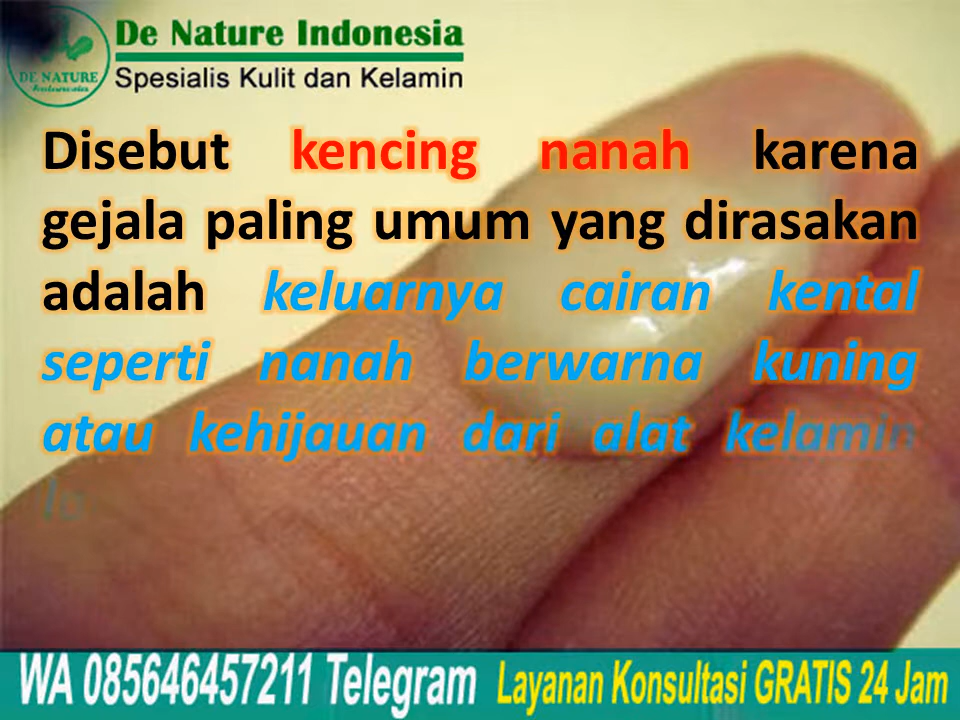 De Nature Indonesia
DE NATURE
Indonesia
Spesialis Kulit dan Kelamin
Disebut kencing nanah karena
gejala paling umum yang dirasakan
adalah keluarnya cairan kental
seperti nanah berwarna kuning
atau kehijauan dari alat kelamin
WA 085646457211 Telegram Layanan Konsultasi GRATIS 24 Jam